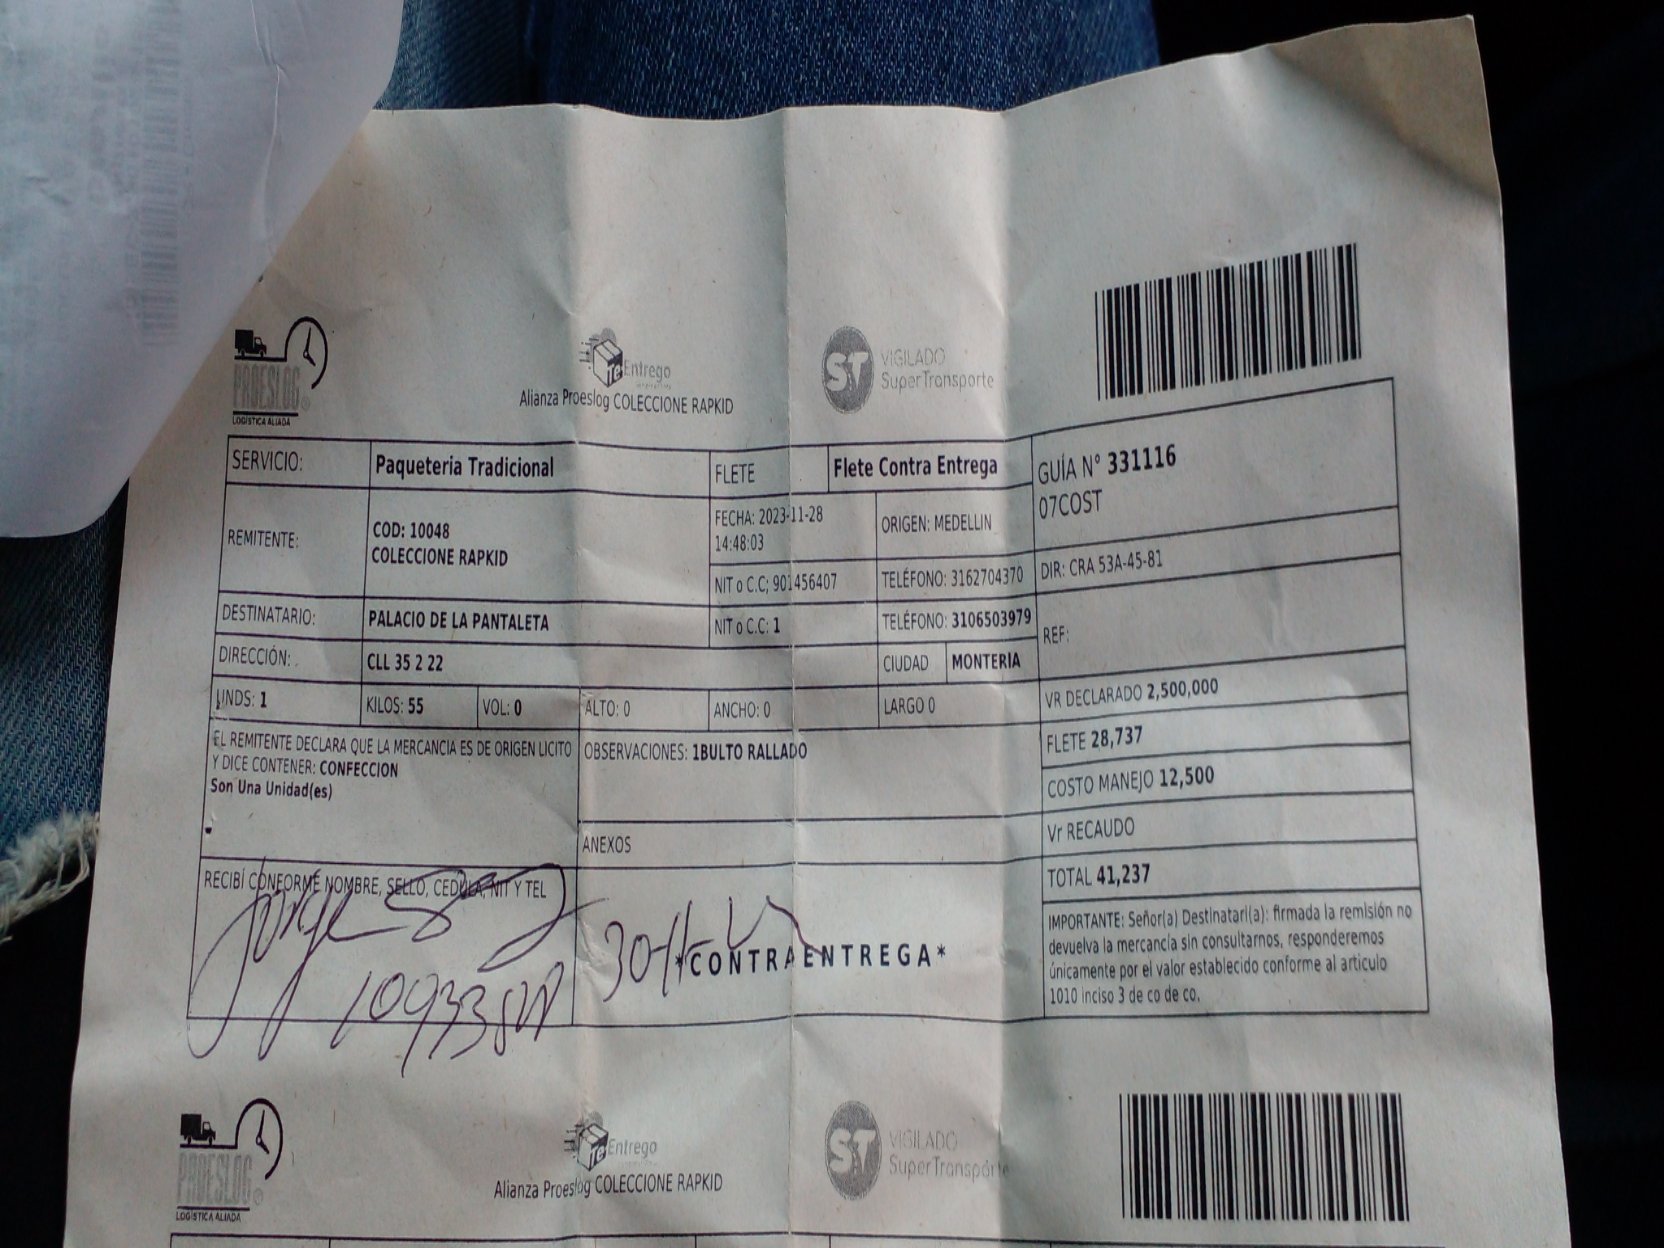 PROESLOG
LOGÍSTICA ALIADA
TeEntrego
Alianza Proeslog COLECCIONE RAPKID
ST VIGILADO
SuperTransporte
SERVICIO: Paqueteria Tradicional FLETE Flete Contra Entrega
GUÍA N° 331116
07COST
REMITENTE: COD: 10048
COLECCIONE RAPKID
FECHA: 2023-11-28
14:48:03
ORIGEN: MEDELLIN
NIT o C.C; 901456407 TELÉFONO: 3162704370 DIR: CRA 53A-45-81
DESTINATARIO: PALACIO DE LA PANTALETA NIT o C.C: 1 TELÉFONO: 3106503979
REF:
DIRECCIÓN: CLL 35 2 22 CIUDAD MONTERIA
UNDS: 1 KILOS: 55 VOL: 0 ALTO: 0 ANCHO: 0 LARGO 0
VR DECLARADO 2,500,000
EL REMITENTE DECLARA QUE LA MERCANCÍA ES DE ORIGEN LICITO
Y DICE CONTENER: CONFECCION
Son Una Unidad(es)
OBSERVACIONES: 1BULTO RALLADO
FLETE 28,737
COSTO MANEJO 12,500
Vr RECAUDO
ANEXOS
TOTAL 41,237
RECIBÍ CONFORME NOMBRE, SELLO, CEDULA, NIT Y TEL
Jorge
30-11-
*CONTRAENTREGA*
IMPORTANTE: Señor(a) Destinatari(a): firmada la remisión no
devuelva la mercancía sin consultarnos, responderemos
únicamente por el valor establecido conforme al articulo
1010 inciso 3 de co de co.
PROESLOG
LOGÍSTICA ALIADA
TeEntrego
Alianza Proeslog COLECCIONE RAPKID
ST VIGILADO
SuperTransporte